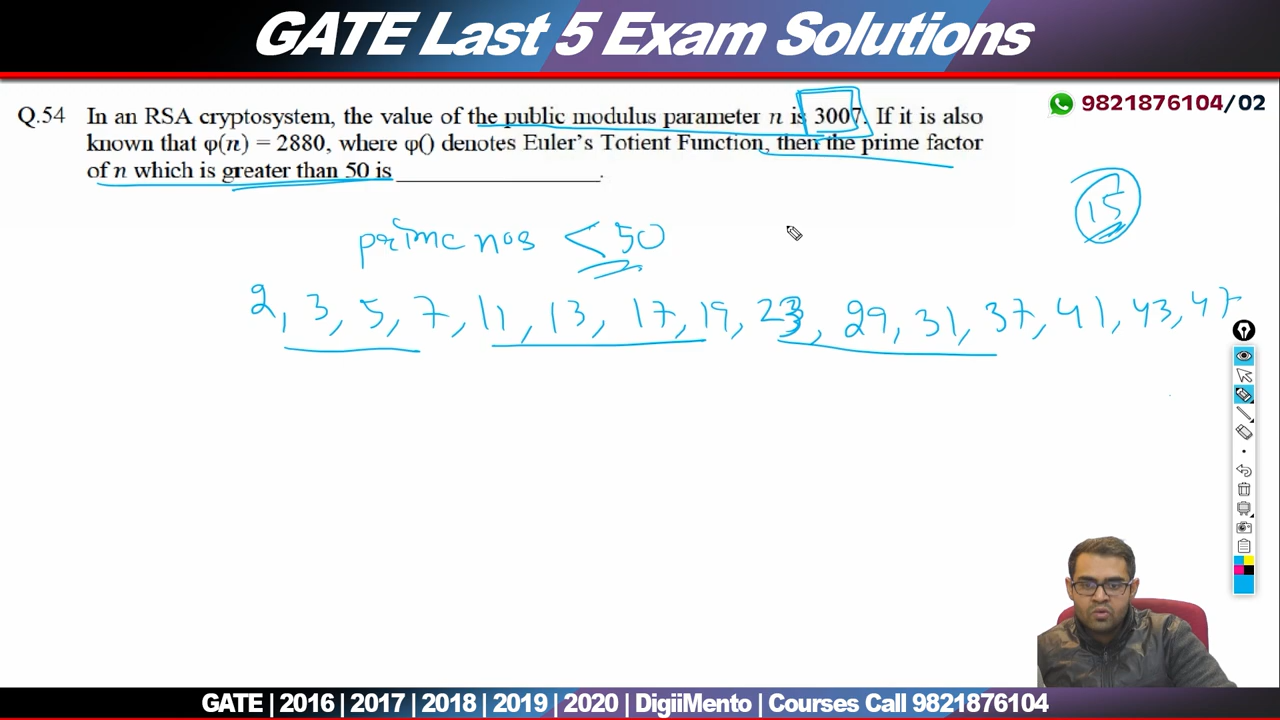 GATE Last 5 Exam Solutions
9821876104/02
Q.54 In an RSA cryptosystem, the value of the public modulus parameter n is 3007. If it is also
known that φ(n) = 2880, where φ() denotes Euler's Totient Function, then the prime factor
of n which is greater than 50 is ____________________.
15
prime nos < 50
2, 3, 5, 7, 11, 13, 17, 19, 23, 29, 31, 37, 41, 43, 47
GATE | 2016 | 2017 | 2018 | 2019 | 2020 | DigiiMento | Courses Call 9821876104